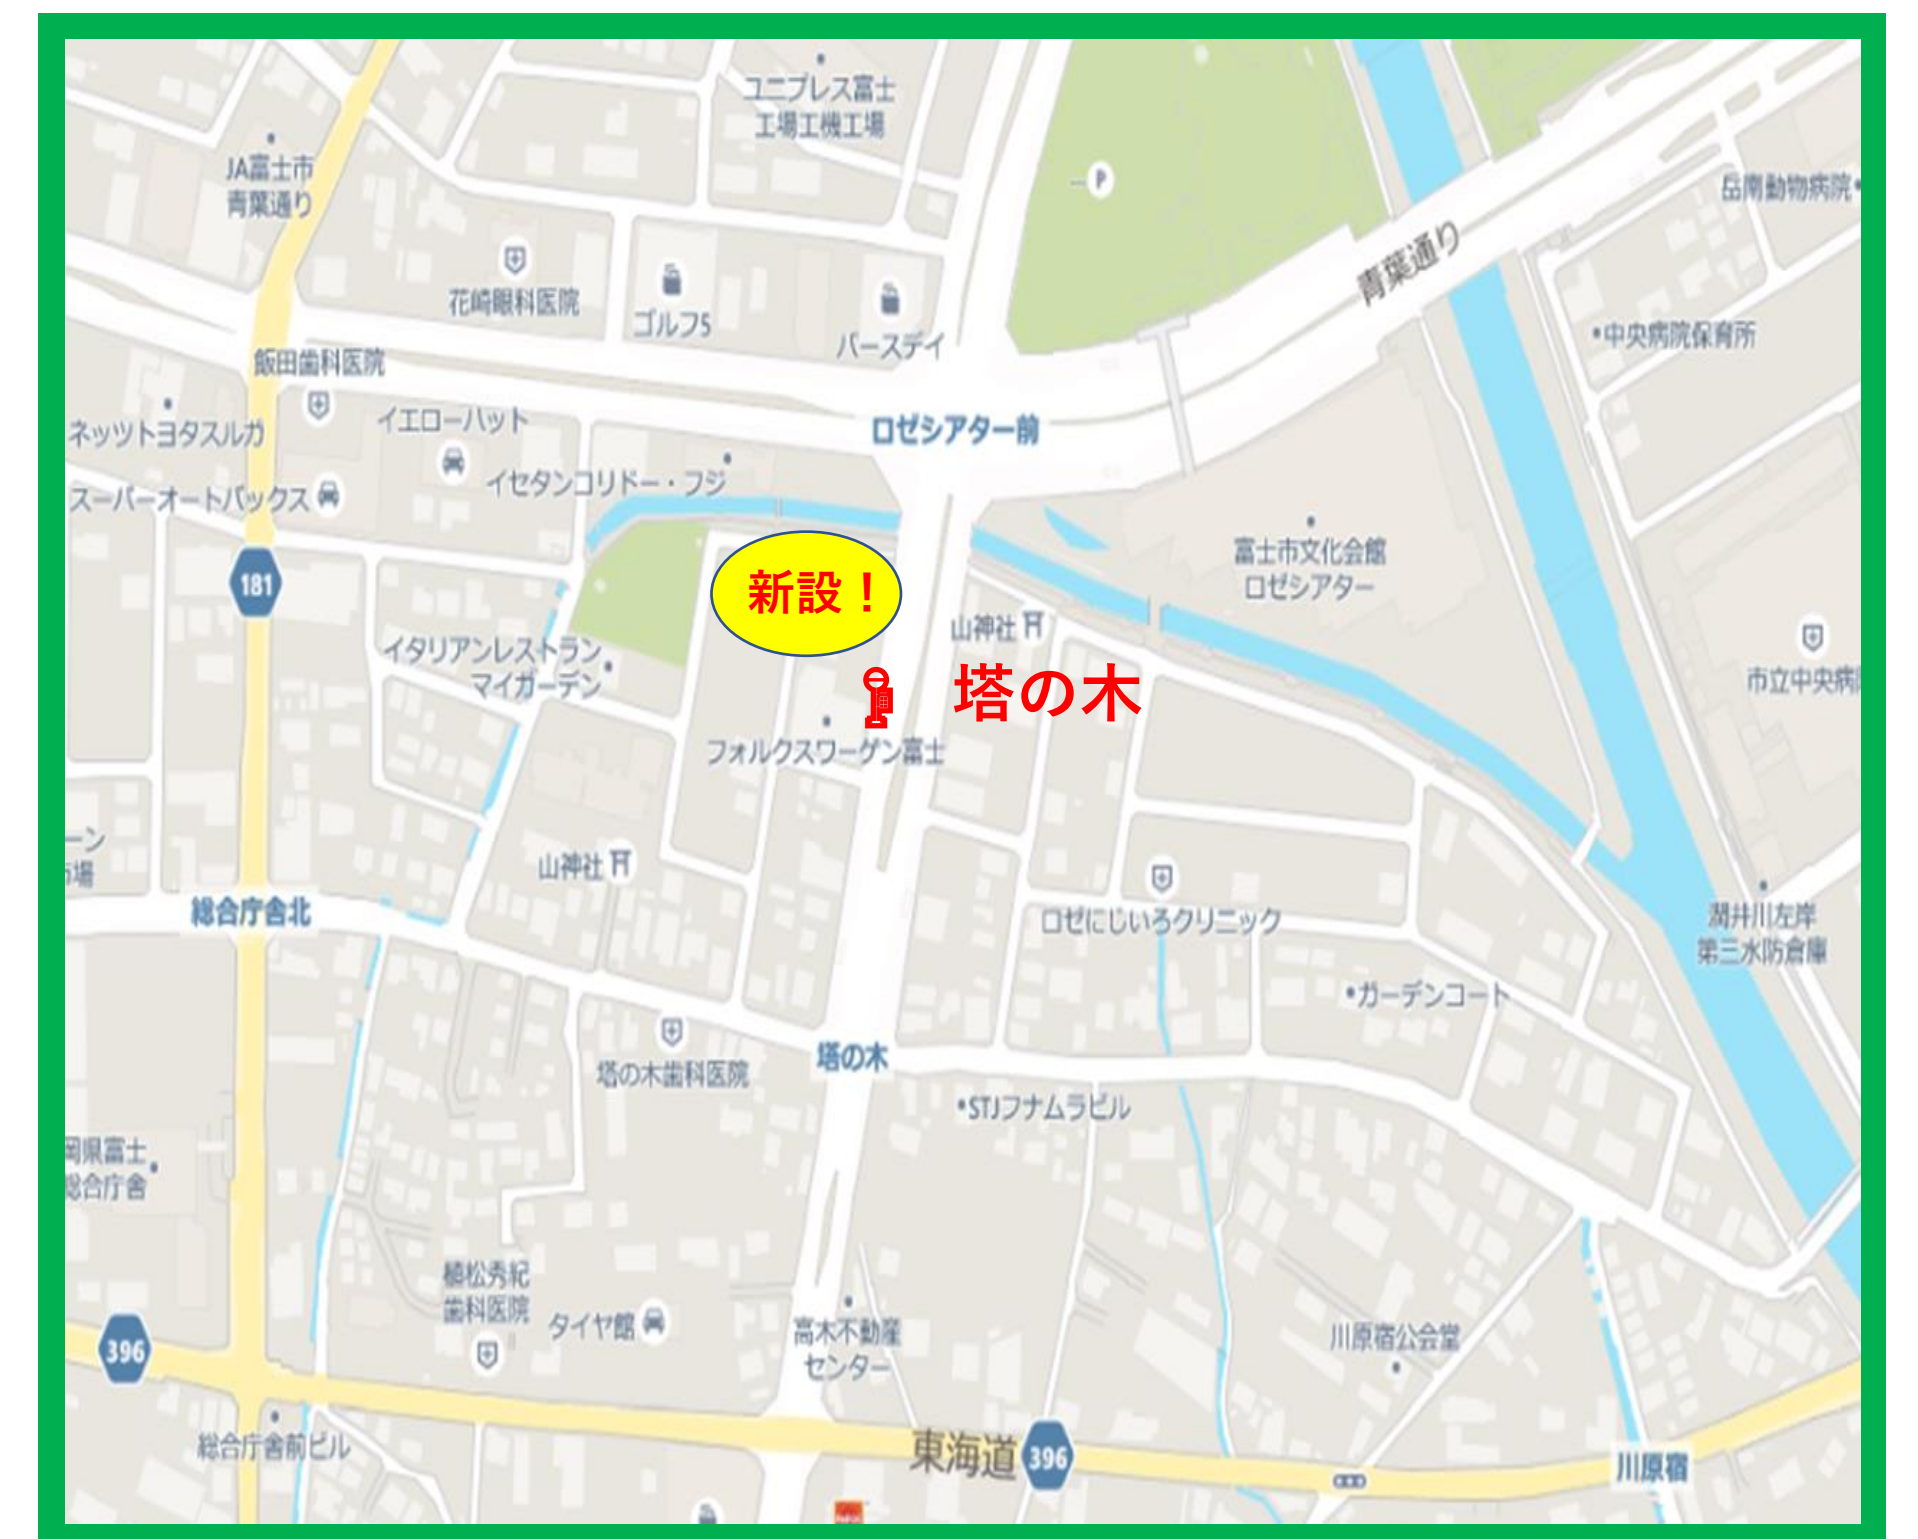 ユニプレス富士
工場工機工場
JA富士市
青葉通り
P
岳南動物病院
青葉通り
花崎眼科医院
ゴルフ5
バースデイ
中央病院保育所
飯田歯科医院
イエローハット
ネッツトヨタスルガ
ロゼシアター前
スーパーオートバックス
イセタンコリドー・フジ
富士市文化会館
ロゼシアター
181
新設！
山神社
イタリアンレストラン
マイガーデン
塔の木
市立中央病
フォルクスワーゲン富士
ーン
市場
山神社
総合庁舎北
ロゼにじいろクリニック
潤井川左岸
第三水防倉庫
ガーデンコート
塔の木
塔の木歯科医院
STJフナムラビル
岡県富士
総合庁舎
植松秀紀
歯科医院
タイヤ館
高木不動産
センター
川原宿公会堂
396
総合庁舎前ビル
東海道
396
川原宿